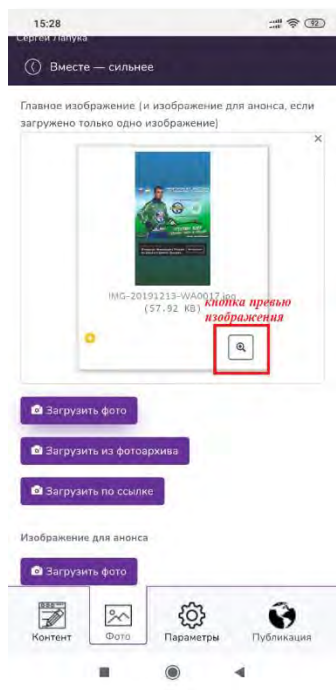 15:28
92
Сергей Лапука
Вместе — сильнее
Главное изображение (и изображение для анонса, если
загружено только одно изображение)
IMG-20191213-WA0017.jpg
(57.92 KB)
кнопка превью
изображения
Загрузить фото
Загрузить из фотоархива
Загрузить по ссылке
Изображение для анонса
Загрузить фото
Контент
Фото
Параметры
Публикация